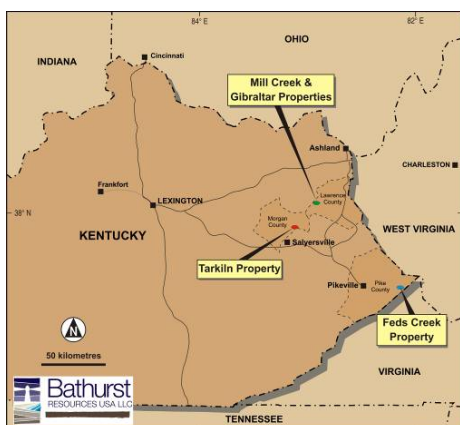 84° E
82° E
OHIO
INDIANA
Cincinnati
Mill Creek &
Gibraltar Properties
Ashland
CHARLESTON
Frankfort
LEXINGTON
Lawrence
County
38° N
Morgan
County
WEST VIRGINIA
KENTUCKY
Salyersville
Tarkiln Property
Pikeville
Pike
County
N
Feds Creek
Property
50 kilometres
VIRGINIA
Bathurst
RESOURCES USA LLC
TENNESSEE